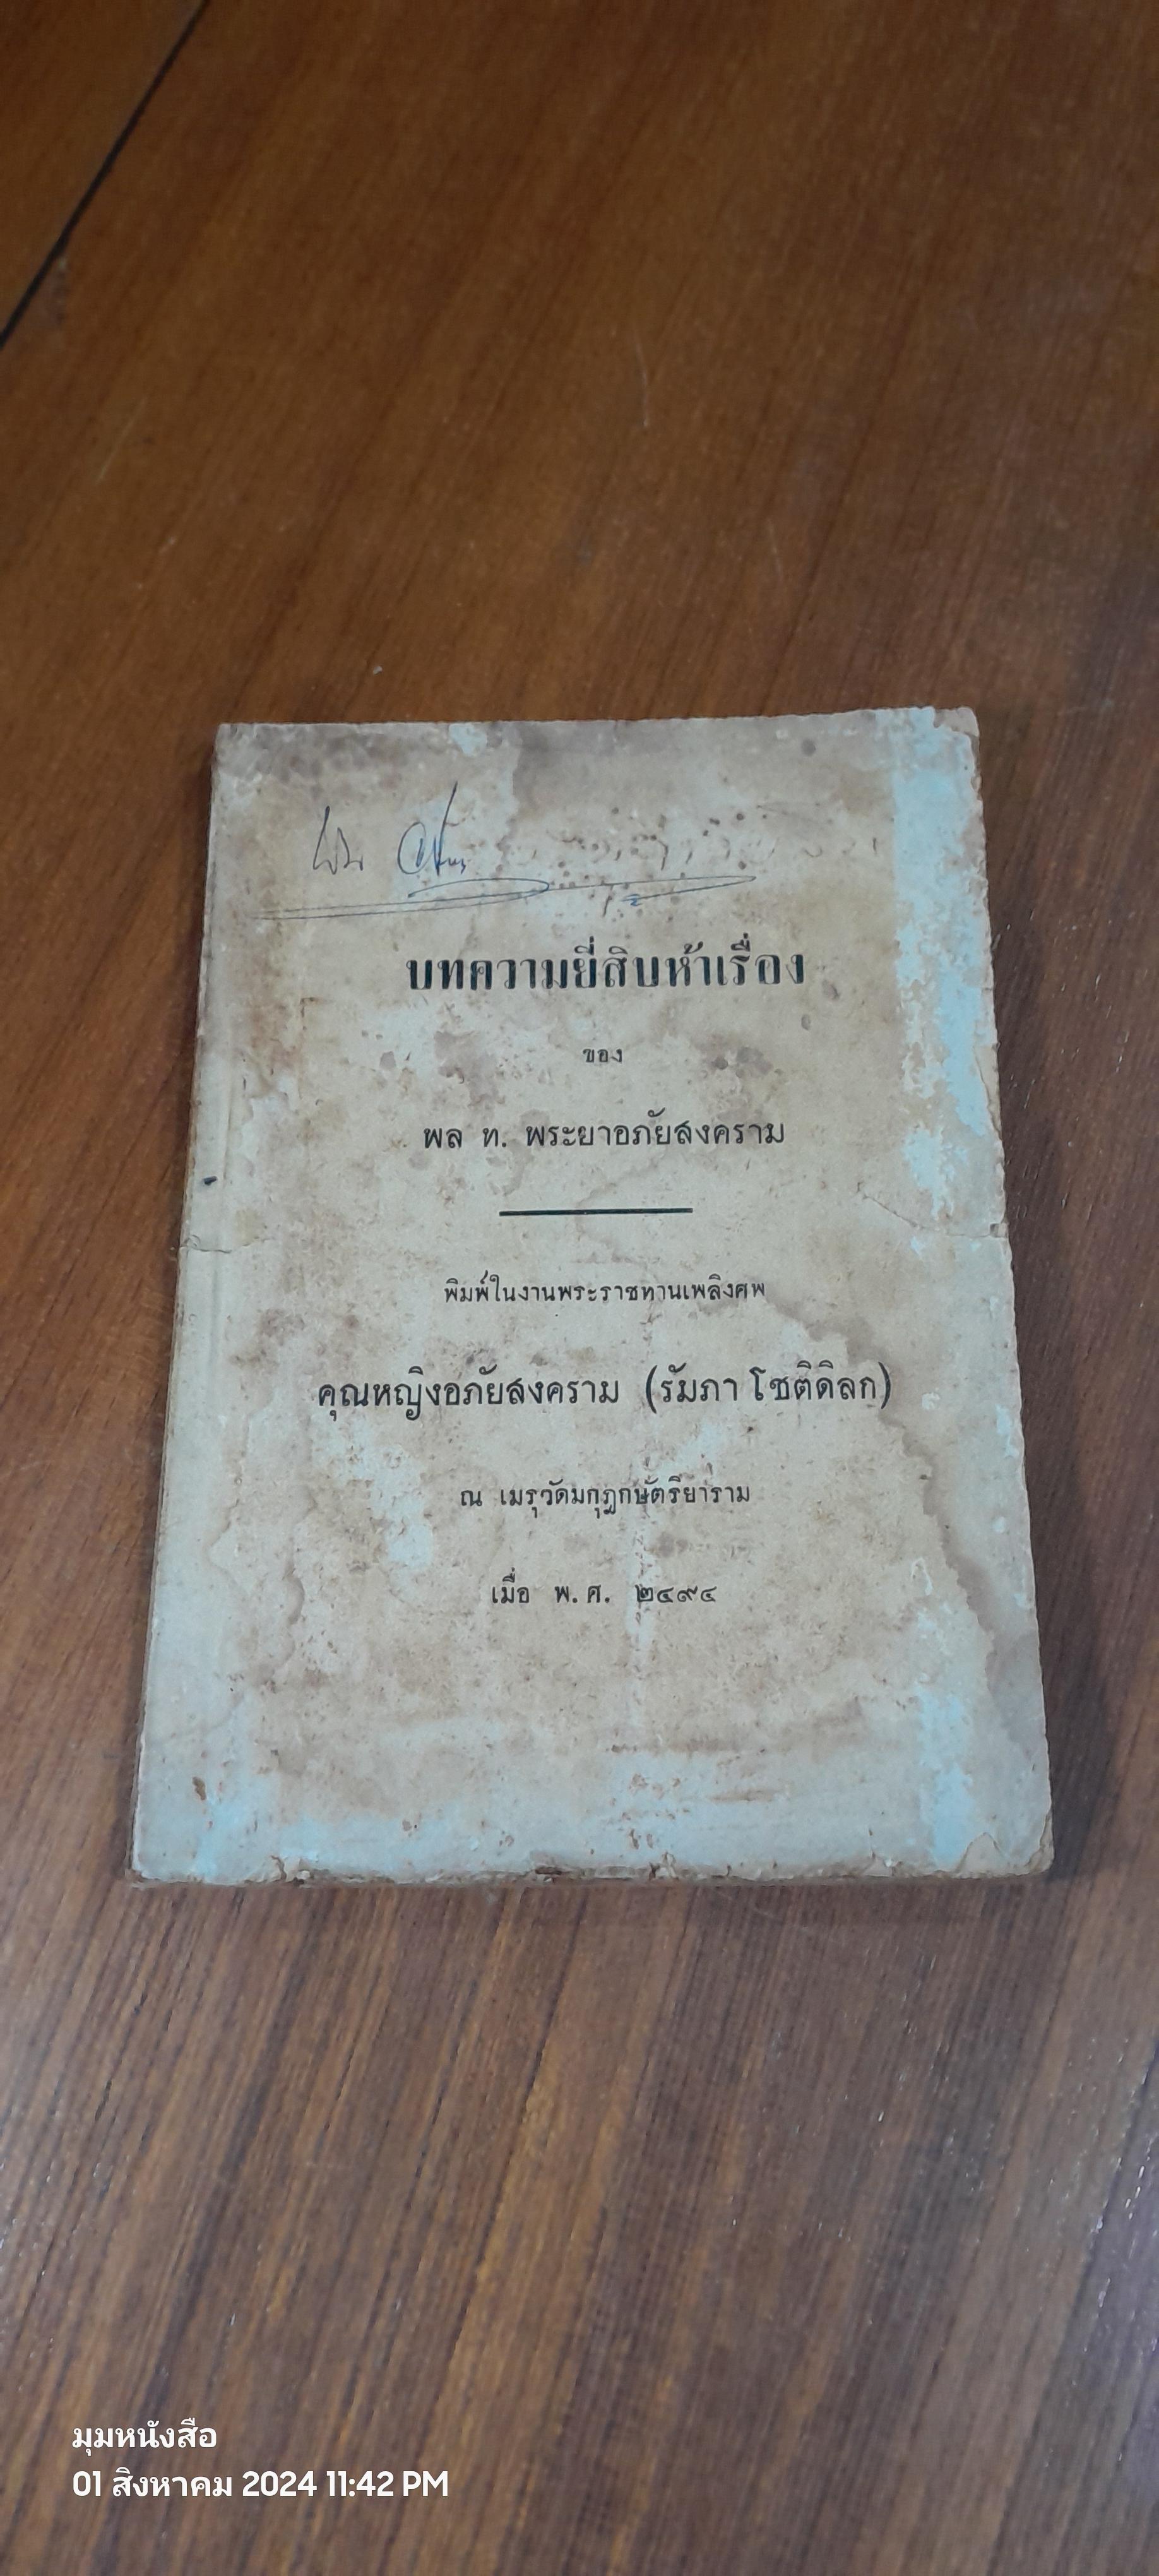 บทความยี่สิบห้าเรื่อง
ของ
พล ท. พระยาอภัยสงคราม
พิมพ์ในงานพระราชทานเพลิงศพ
คุณหญิงอภัยสงคราม (รัมภา โชติดิลก)
ณ เมรุวัดมกุฎกษัตริยาราม
เมื่อ พ.ศ. ๒๔๙๔
มุมหนังสือ
01 สิงหาคม 2024 11:42 PM